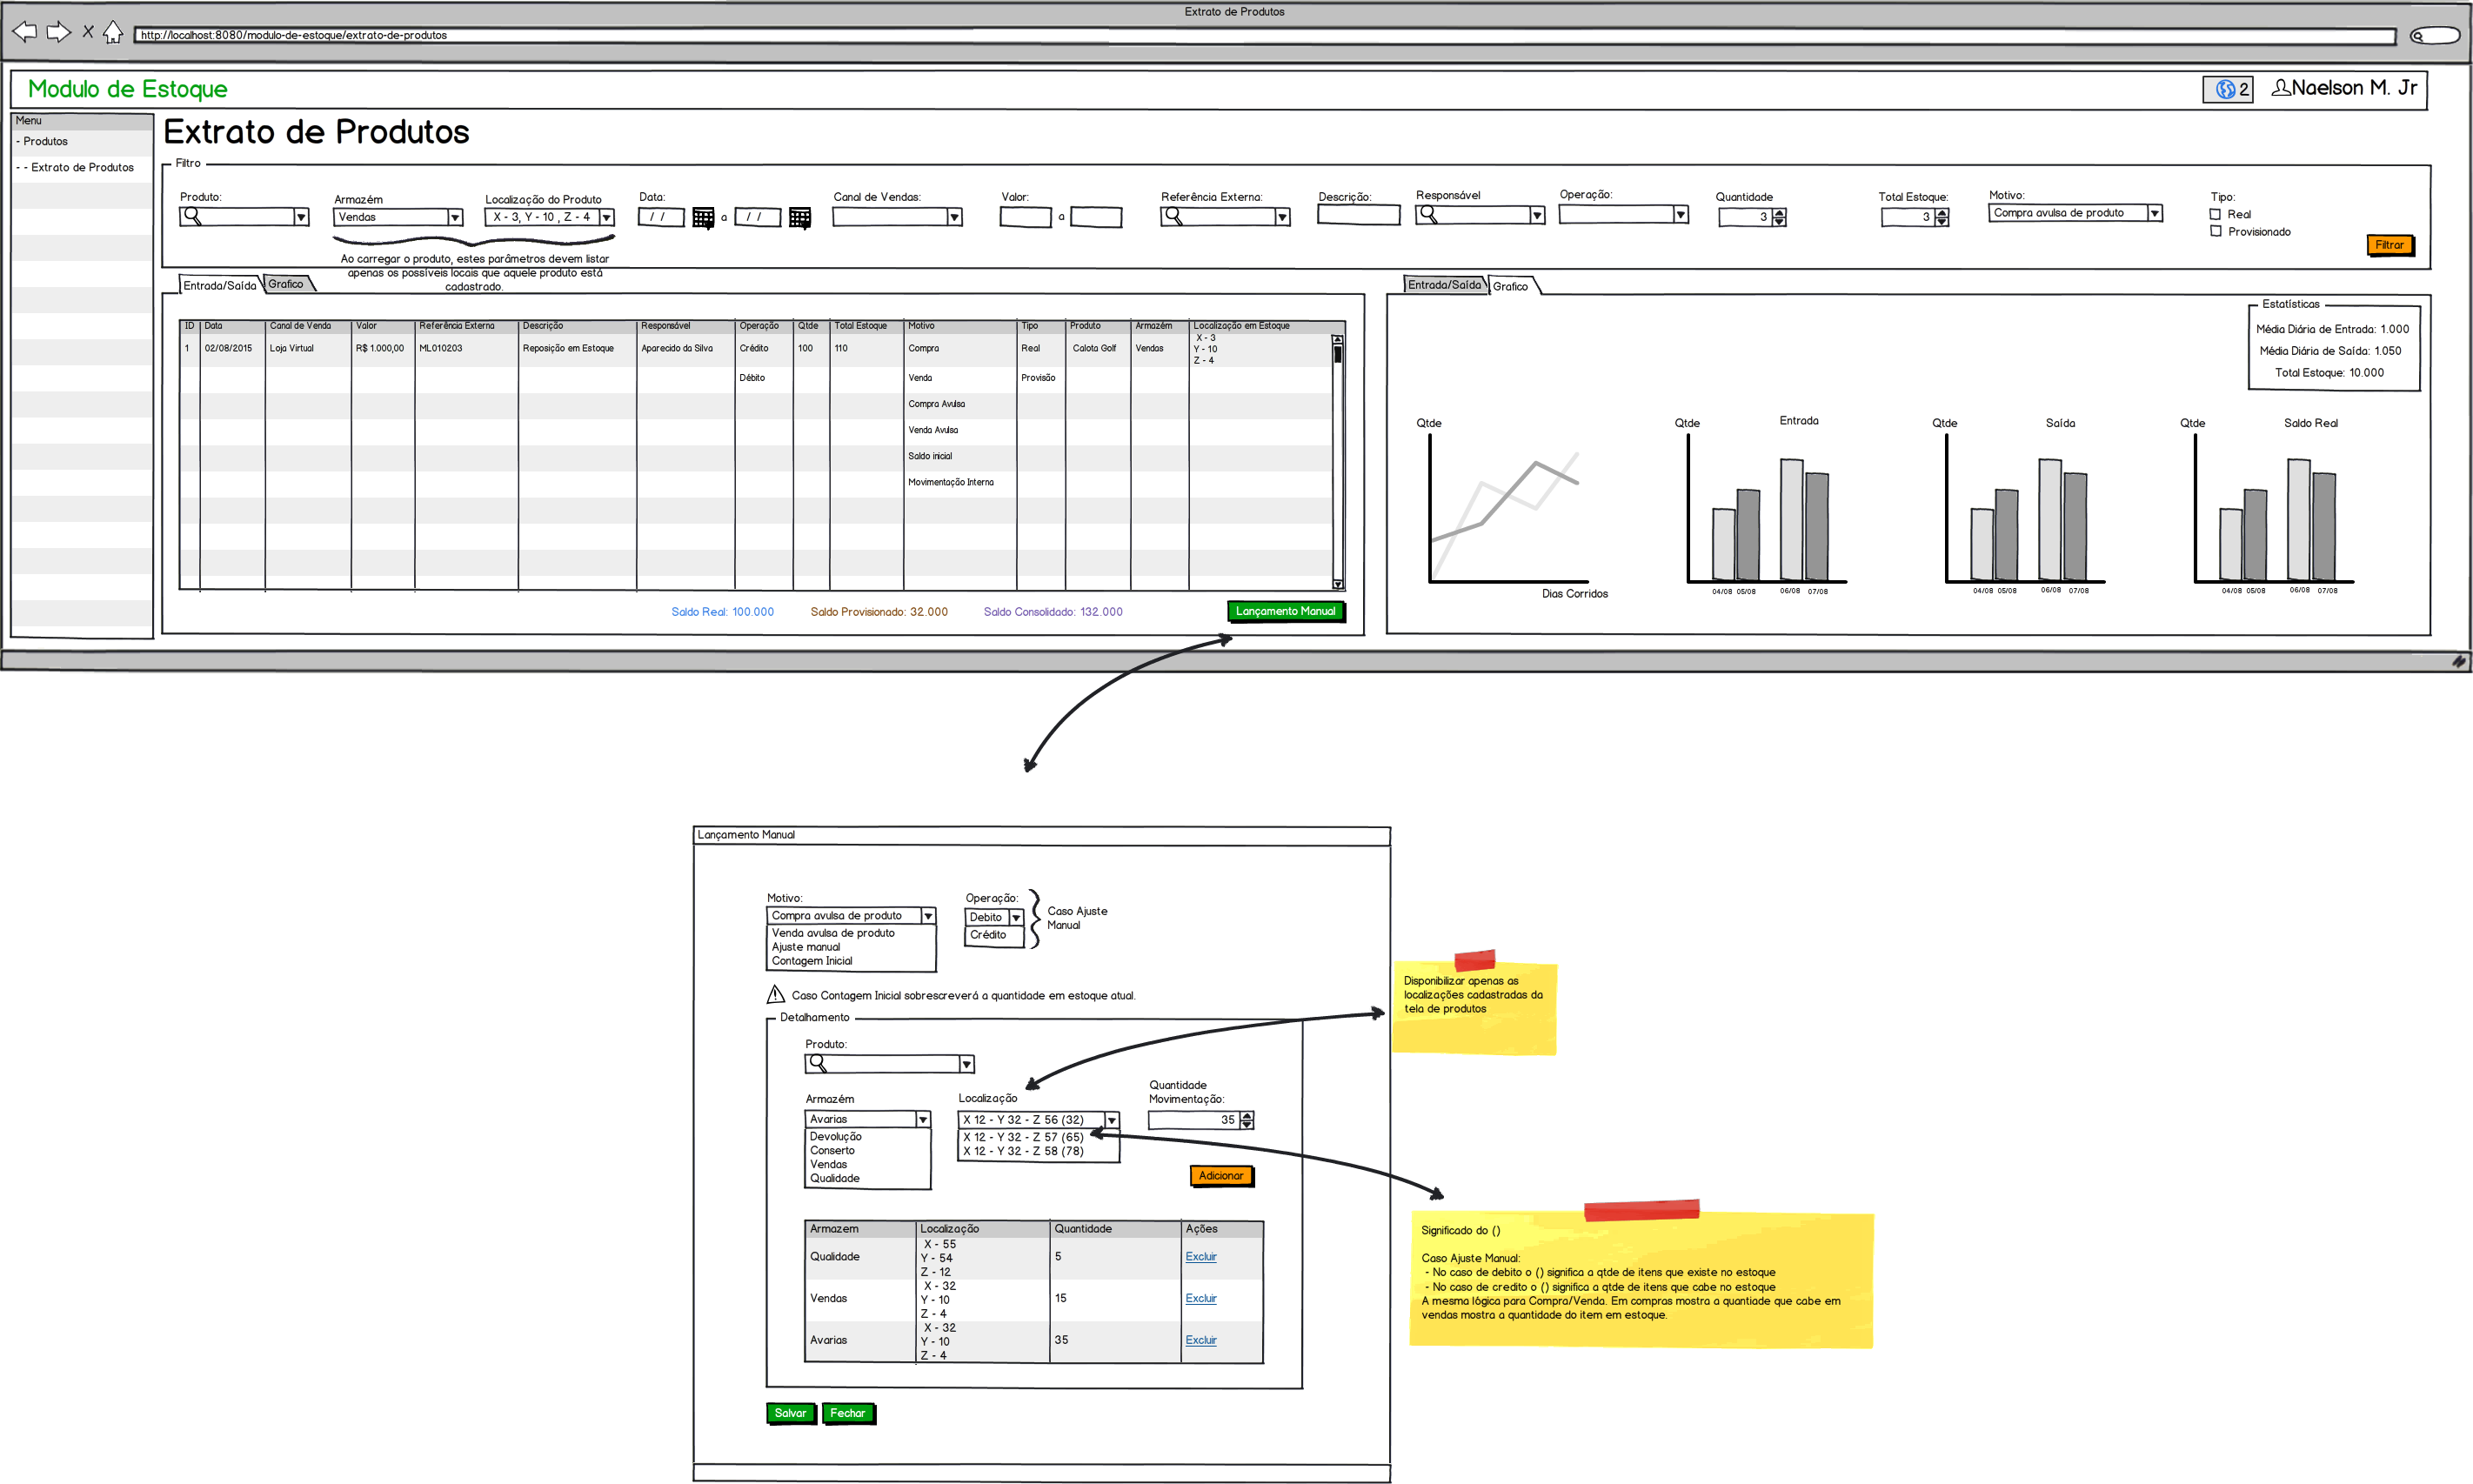 Extrato de Produtos
http://localhost:8080/modulo-de-estoque/extrato-de-produtos
Modulo de Estoque
2
Naelson M. Jr
Menu
- Produtos
- - Extrato de Produtos
Extrato de Produtos
Filtro
Produto:
Armazém
Vendas
Localização do Produto
X - 3, Y - 10 , Z - 4
Ao carregar o produto, estes parâmetros devem listar
apenas os possíveis locais que aquele produto está
cadastrado.
Data:
/ /
a
/ /
Canal de Vendas:
Valor:
a
Referência Externa:
Descrição:
Responsável
Operação:
Quantidade
3
Total Estoque:
3
Motivo:
Compra avulsa de produto
Tipo:
Real
Provisionado
Filtrar
Entrada/Saída
Grafico
ID Data Canal de Venda Valor Referência Externa Descrição Responsável Operação Qtde Total Estoque Motivo Tipo Produto Armazém Localização em Estoque
1 02/08/2015 Loja Virtual R$ 1.000,00 ML010203 Reposição em Estoque Aparecido da Silva Crédito 100 110 Compra Real Calota Golf Vendas
X - 3
Y - 10
Z - 4
Débito Venda Provisão
Compra Avulsa
Venda Avulsa
Saldo inicial
Movimentação Interna
Saldo Real: 100.000
Saldo Provisionado: 32.000
Saldo Consolidado: 132.000
Lançamento Manual
Entrada/Saída
Grafico
Estatísticas
Média Diária de Entrada: 1.000
Média Diária de Saída: 1.050
Total Estoque: 10.000
Qtde
Dias Corridos
Qtde
Entrada
04/08 05/08 06/08 07/08
Qtde
Saída
04/08 05/08 06/08 07/08
Qtde
Saldo Real
04/08 05/08 06/08 07/08
Lançamento Manual
Motivo:
Compra avulsa de produto
Venda avulsa de produto
Ajuste manual
Contagem Inicial
Operação:
Debito
Crédito
Caso Ajuste
Manual
Caso Contagem Inicial sobrescreverá a quantidade em estoque atual.
Detalhamento
Produto:
Armazém
Avarias
Devolução
Conserto
Vendas
Qualidade
Localização
X 12 - Y 32 - Z 56 (32)
X 12 - Y 32 - Z 57 (65)
X 12 - Y 32 - Z 58 (78)
Quantidade
Movimentação:
35
Adicionar
Armazem Localização Quantidade Ações
X - 55
Qualidade Y - 54 5 Excluir
Z - 12
X - 32
Vendas Y - 10 15 Excluir
Z - 4
X - 32
Avarias Y - 10 35 Excluir
Z - 4
Salvar
Fechar
Disponibilizar apenas as
localizações cadastradas da
tela de produtos
Significado do ()
Caso Ajuste Manual:
- No caso de debito o () significa a qtde de itens que existe no estoque
- No caso de credito o () significa a qtde de itens que cabe no estoque
A mesma lógica para Compra/Venda. Em compras mostra a quantiade que cabe em
vendas mostra a quantidade do item em estoque.